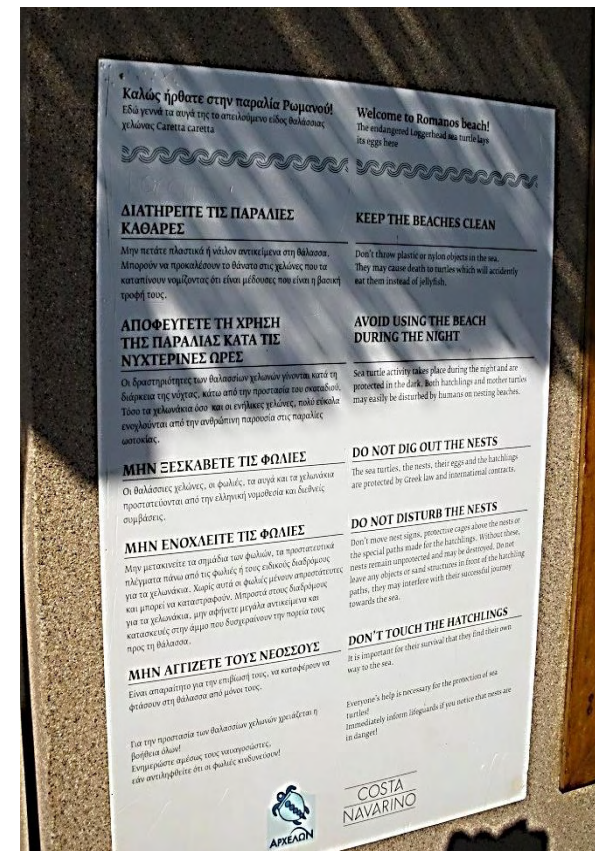 Καλώς ήρθατε στην παραλία Ρωμανού!
Εδώ γεννά τα αυγά της το απειλούμενο είδος θαλάσσιας
χελώνας Caretta caretta
ΔΙΑΤΗΡΕΙΤΕ ΤΙΣ ΠΑΡΑΛΙΕΣ
ΚΑΘΑΡΕΣ
Μην πετάτε πλαστικά ή νάιλον αντικείμενα στη θάλασσα.
Μπορούν να προκαλέσουν το θάνατο στις χελώνες που τα
καταπίνουν νομίζοντας ότι είναι μέδουσες που είναι η βασική
τροφή τους.
ΑΠΟΦΕΥΓΕΤΕ ΤΗ ΧΡΗΣΗ
ΤΗΣ ΠΑΡΑΛΙΑΣ ΚΑΤΑ ΤΙΣ
ΝΥΧΤΕΡΙΝΕΣ ΩΡΕΣ
Οι δραστηριότητες των θαλασσίων χελωνών γίνονται κατά τη
διάρκεια της νύχτας, κάτω από την προστασία του σκοταδιού.
Τόσο τα χελωνάκια όσο και οι ενήλικες χελώνες, πολύ εύκολα
ενοχλούνται από την ανθρώπινη παρουσία στις παραλίες
ωοτοκίας.
ΜΗΝ ΞΕΣΚΑΒΕΤΕ ΤΙΣ ΦΩΛΙΕΣ
Οι θαλάσσιες χελώνες, οι φωλιές, τα αυγά και τα χελωνάκια
προστατεύονται από την ελληνική νομοθεσία και διεθνείς
συμβάσεις.
ΜΗΝ ΕΝΟΧΛΕΙΤΕ ΤΙΣ ΦΩΛΙΕΣ
Μην μετακινείτε τα σημάδια των φωλιών, τα προστατευτικά
πλέγματα πάνω από τις φωλιές ή τους ειδικούς διαδρόμους
για τα χελωνάκια. Χωρίς αυτά οι φωλιές μένουν απροστάτευτες
και μπορεί να καταστραφούν. Μπροστά στους διαδρόμους
για τα χελωνάκια, μην αφήνετε μεγάλα αντικείμενα και
κατασκευές στην άμμο που δυσχεραίνουν την πορεία τους
προς τη θάλασσα.
ΜΗΝ ΑΓΓΙΖΕΤΕ ΤΟΥΣ ΝΕΟΣΣΟΥΣ
Είναι απαραίτητο για την επιβίωσή τους, να καταφέρουν να
φτάσουν στη θάλασσα από μόνοι τους.
Για την προστασία των θαλασσίων χελωνών χρειάζεται η
βοήθεια όλων!
Ενημερώστε αμέσως τους ναυαγοσώστες,
εάν αντιληφθείτε ότι οι φωλιές κινδυνεύουν!
Welcome to Romanos beach!
The endangered Loggerhead sea turtle lays
its eggs here
KEEP THE BEACHES CLEAN
Don't throw plastic or nylon objects in the sea.
They may cause death to turtles which will accidently
eat them instead of jellyfish.
AVOID USING THE BEACH
DURING THE NIGHT
Sea turtle activity takes place during the night and are
protected in the dark. Both hatchlings and mother turtles
may easily be disturbed by humans on nesting beaches.
DO NOT DIG OUT THE NESTS
The sea turtles, the nests, their eggs and the hatchlings
are protected by Greek law and international contracts.
DO NOT DISTURB THE NESTS
Don't move nest signs, protective cages above the nests or
the special paths made for the hatchlings. Without these,
nests remain unprotected and may be destroyed. Do not
leave any objects or sand structures in front of the hatchling
paths, they may interfere with their successful journey
towards the sea.
DON'T TOUCH THE HATCHLINGS
It is important for their survival that they find their own
way to the sea.
Everyone's help is necessary for the protection of sea
turtles!
Immediately inform lifeguards if you notice that nests are
in danger!
ΑΡΧΕΛΩΝ
COSTA
NAVARINO